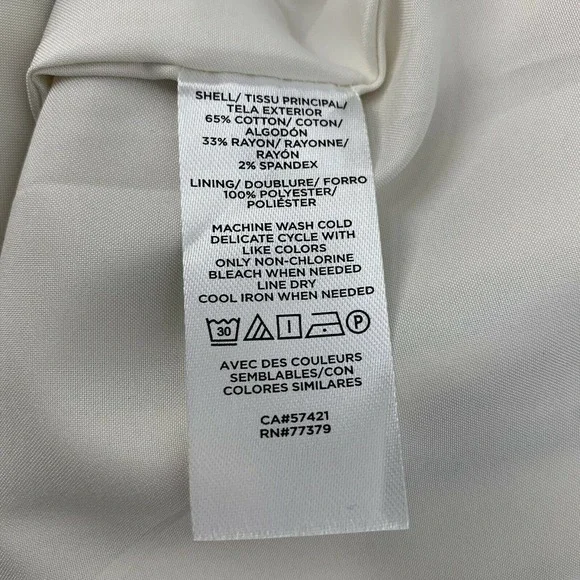 SHELL/ TISSU PRINCIPAL/
TELA EXTERIOR
65% COTTON/ COTON/
ALGODÓN
33% RAYON/ RAYONNE/
RAYÓN
2% SPANDEX
LINING/ DOUBLURE/ FORRO
100% POLYESTER/
POLIÉSTER
MACHINE WASH COLD
DELICATE CYCLE WITH
LIKE COLORS
ONLY NON-CHLORINE
BLEACH WHEN NEEDED
LINE DRY
COOL IRON WHEN NEEDED
30 P
AVEC DES COULEURS
SEMBLABLES/CON
COLORES SIMILARES
CA#57421
RN#77379